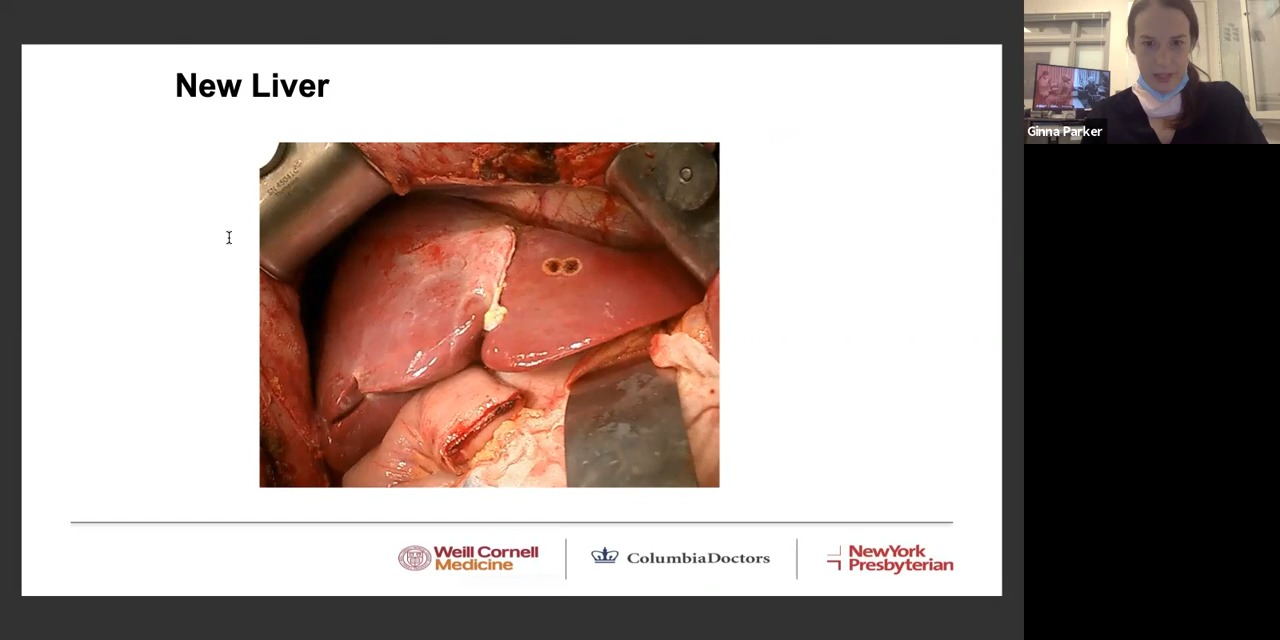 New Liver
Ginna Parker
Weill Cornell
Medicine
ColumbiaDoctors
NewYork
Presbyterian